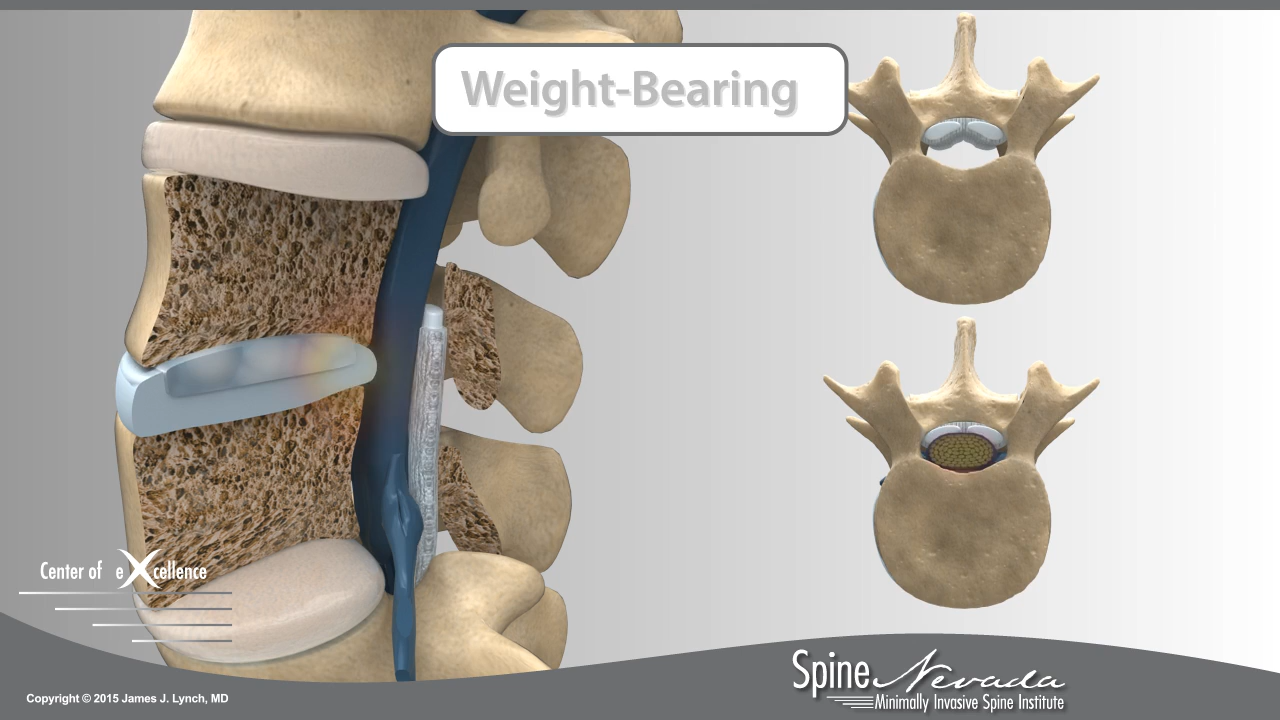 Weight-Bearing
Center of eXcellence
Spine Nevada
Minimally Invasive Spine Institute
Copyright © 2015 James J. Lynch, MD